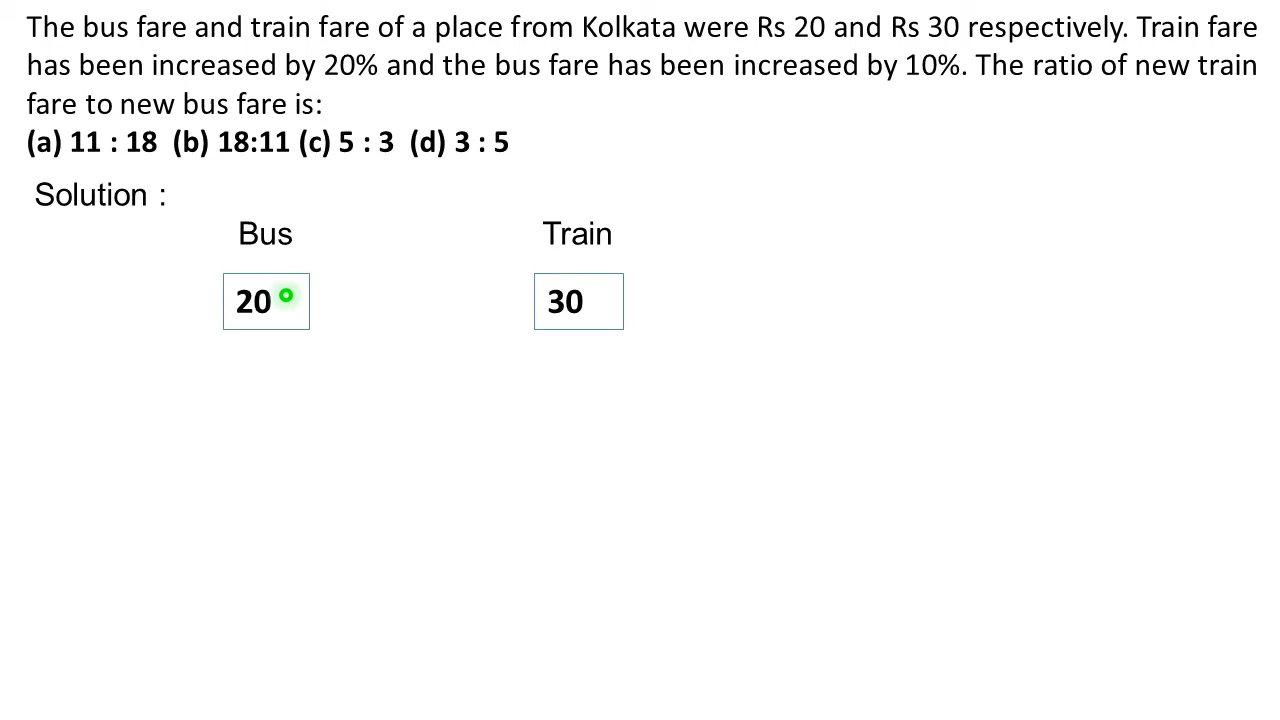 The bus fare and train fare of a place from Kolkata were Rs 20 and Rs 30 respectively. Train fare
has been increased by 20% and the bus fare has been increased by 10%. The ratio of new train
fare to new bus fare is:
(a) 11 : 18 (b) 18:11 (c) 5 : 3 (d) 3 : 5
Solution :
Bus Train
20 30